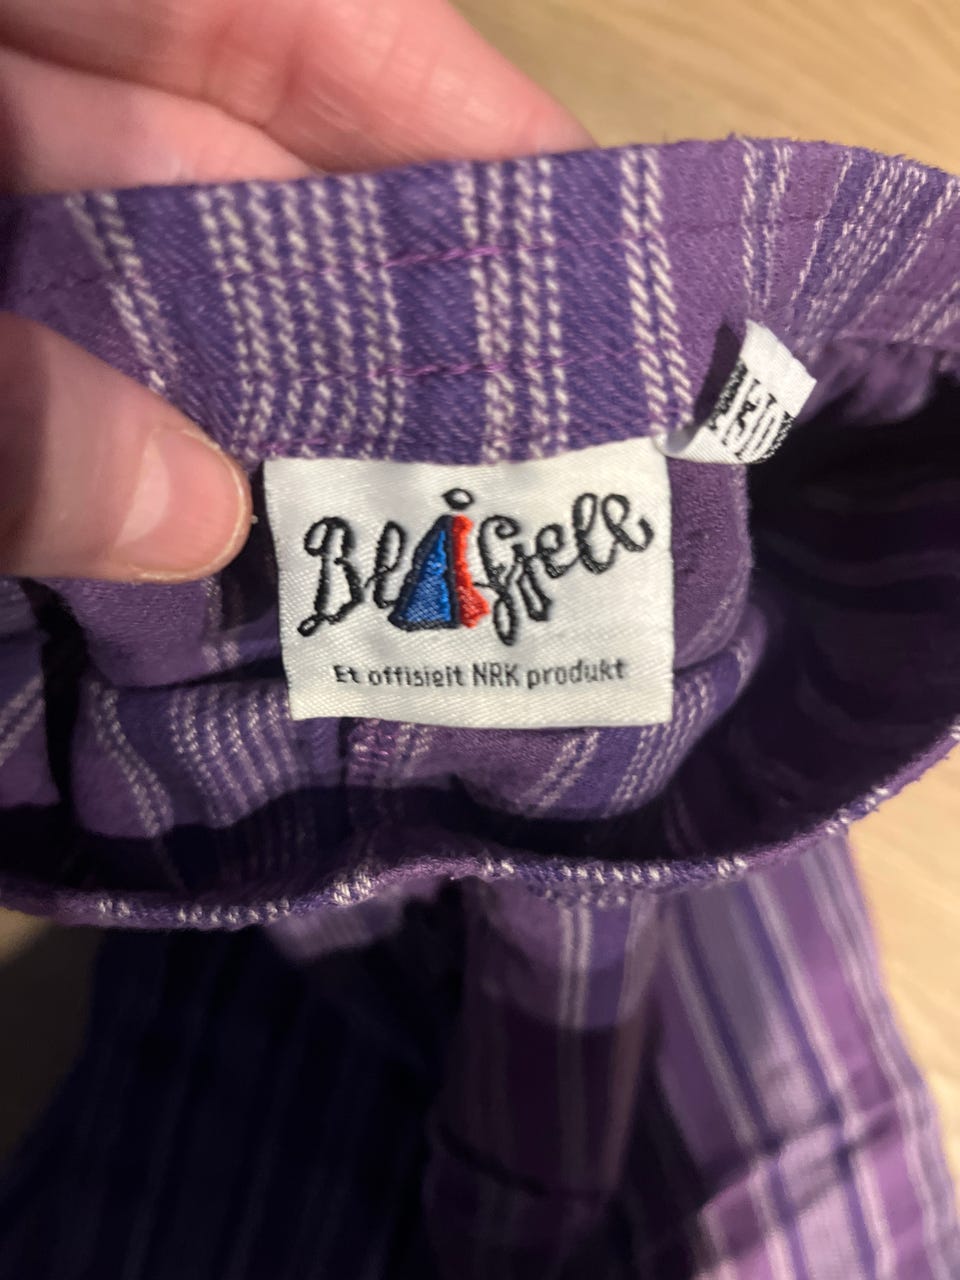 Blåfjell
Et offisielt NRK produkt